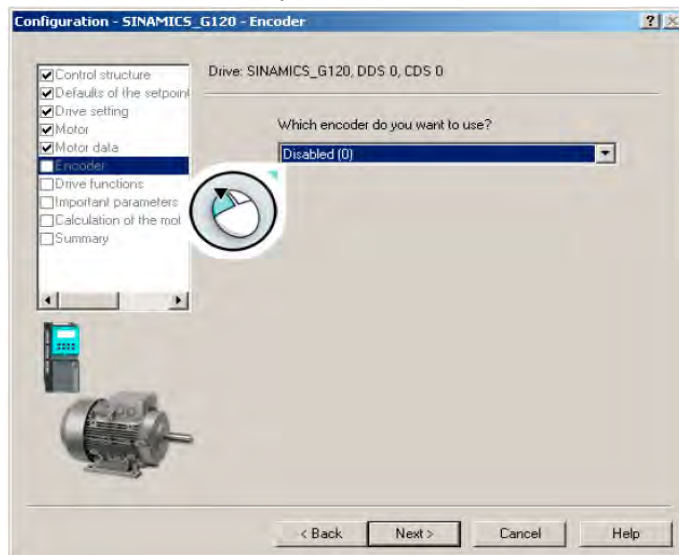 Configuration - SINAMICS_G120 - Encoder
Control structure
Defaults of the setpoint
Drive setting
Motor
Motor data
Encoder
Drive functions
Important parameters
Calculation of the mot
Summary
Drive: SINAMICS_G120, DDS 0, CDS 0
Which encoder do you want to use?
Disabled (0)
< Back
Next >
Cancel
Help